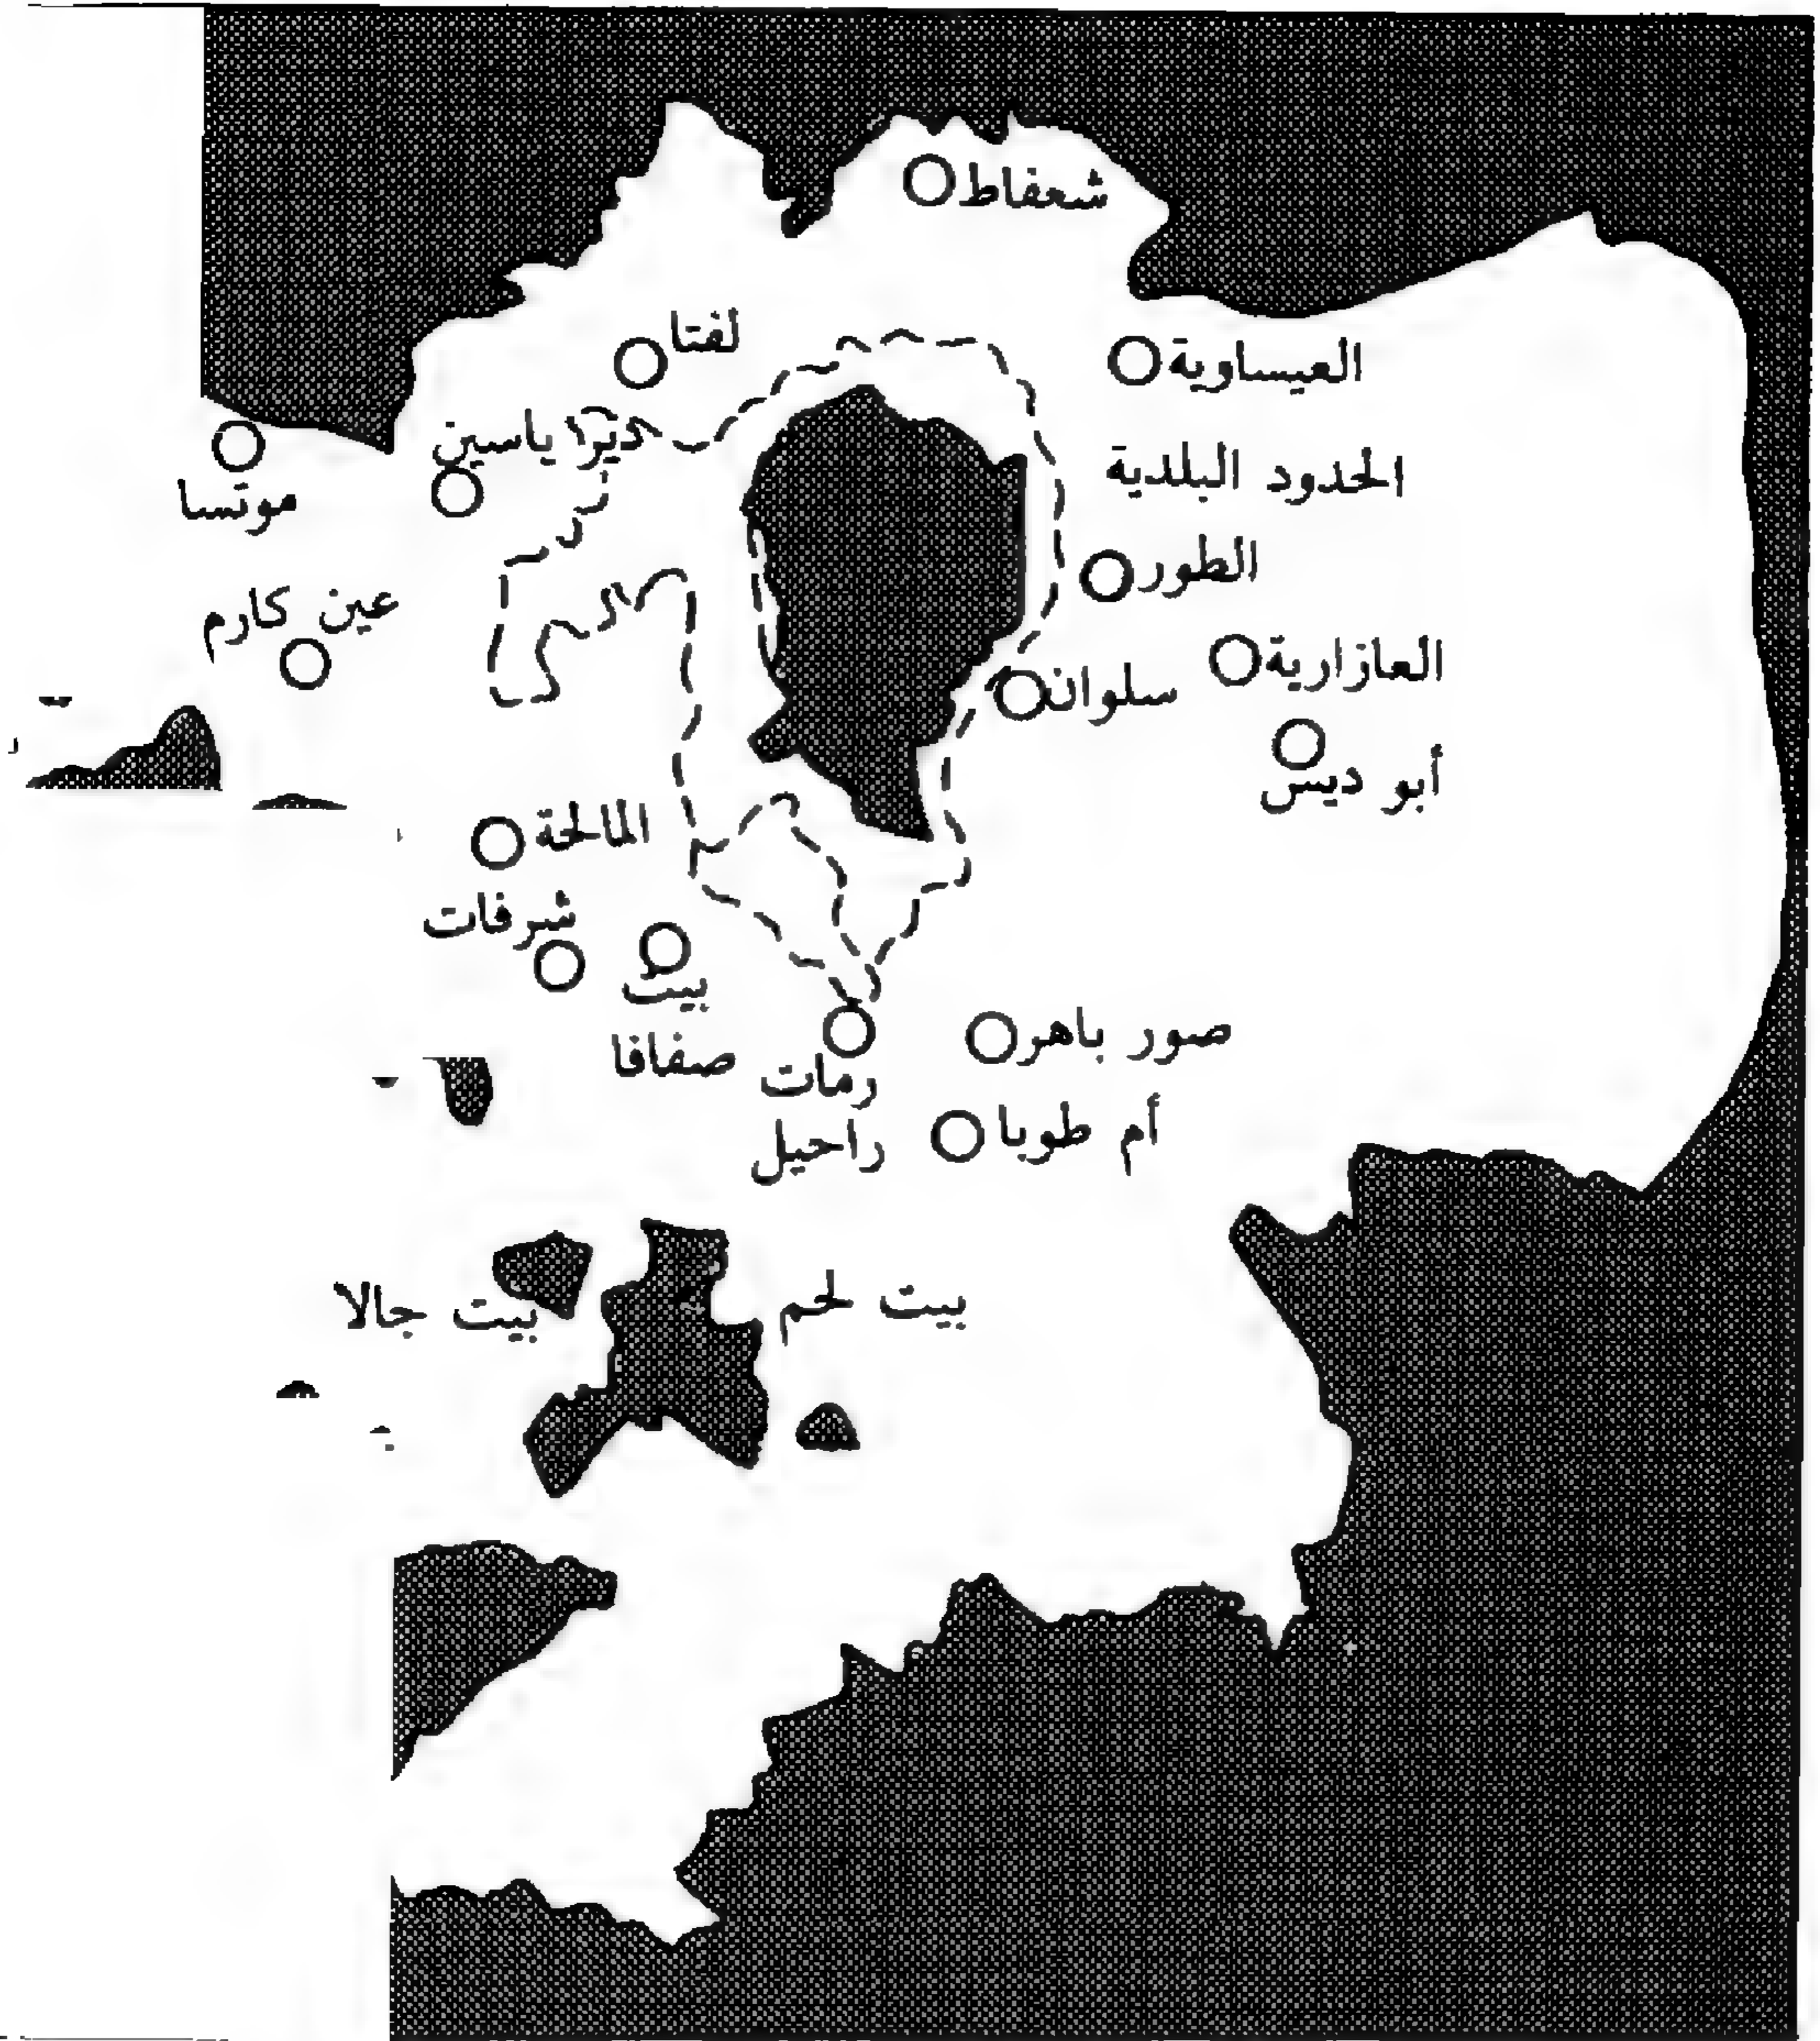 شعفاط
لفتا
العيساوية
دير ياسين
الحدود البلدية
موتسا
الطور
عين كارم
العازارية
سلوان
أبو ديس
المالحة
شرفات
بيت
صفافا
صور باهر
رمات
راحيل
أم طوبا
بيت لحم
بيت جالا